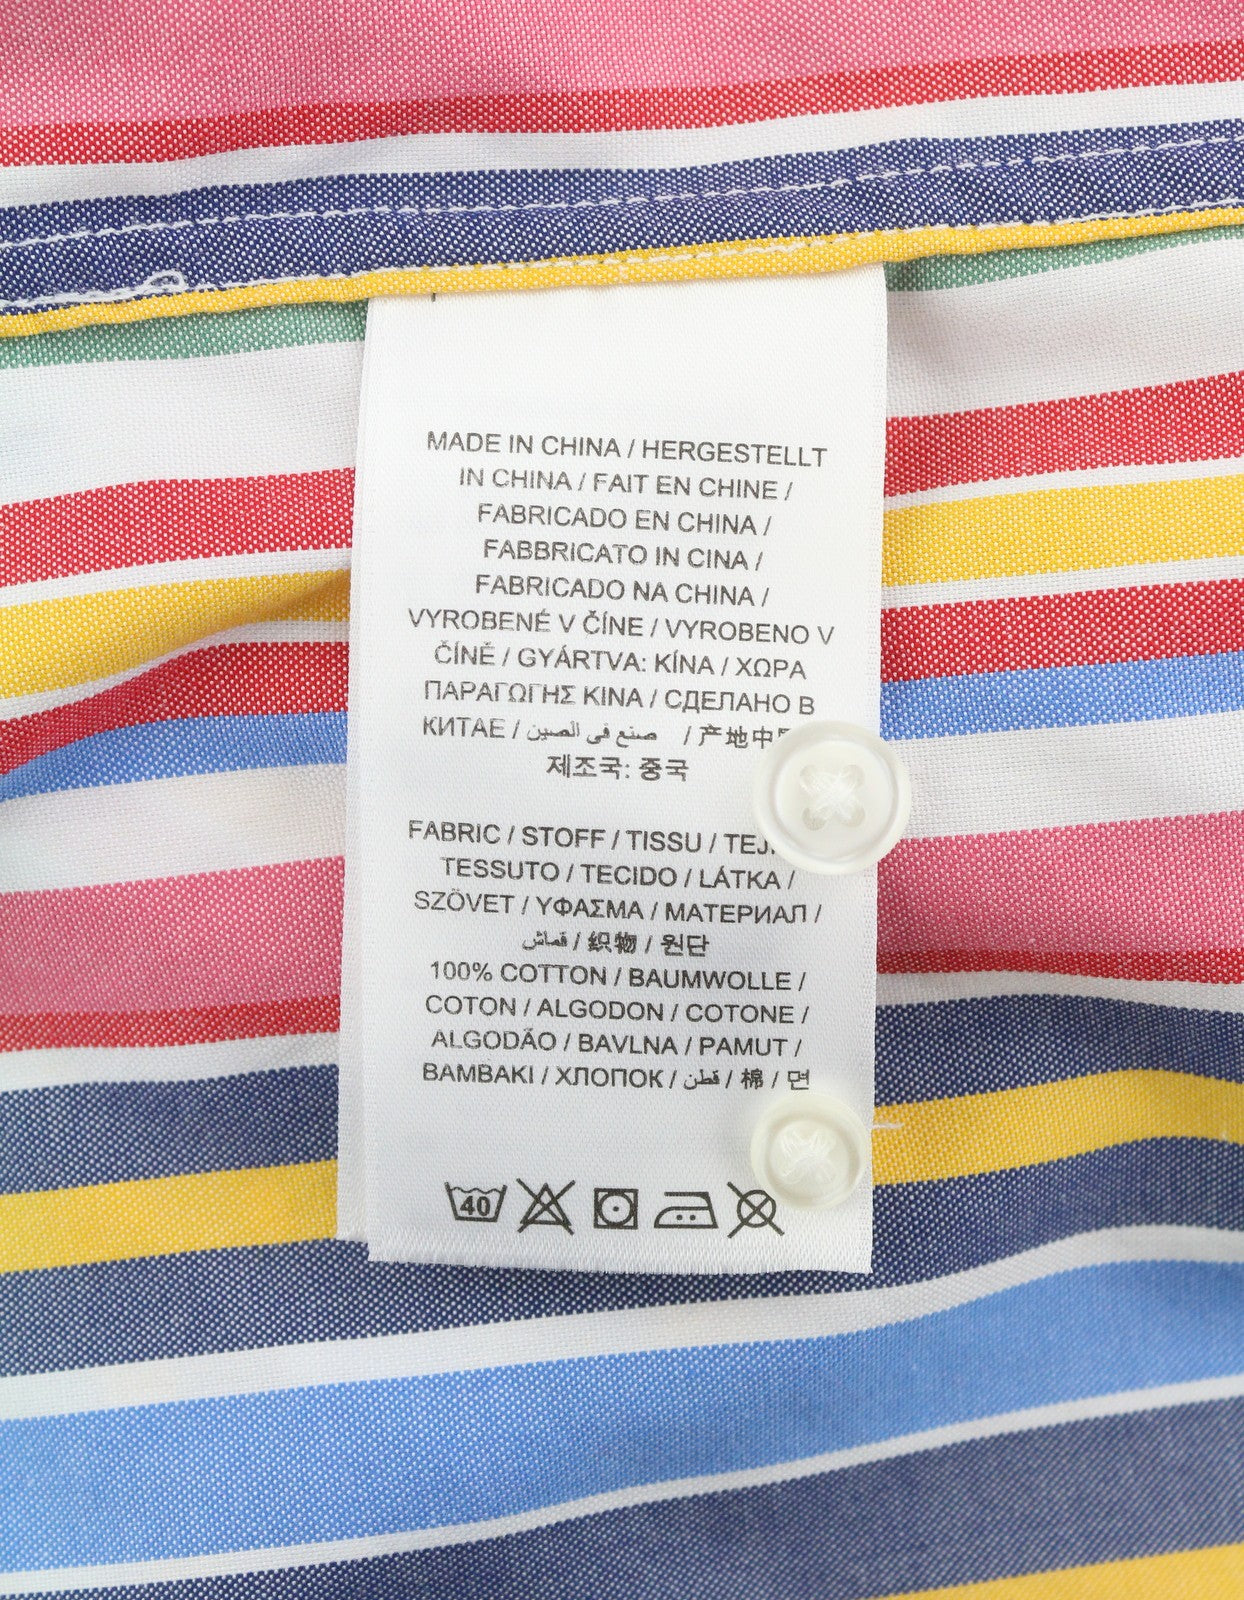 MADE IN CHINA / HERGESTELLT
IN CHINA / FAIT EN CHINE /
FABRICADO EN CHINA /
FABBRICATO IN CINA /
FABRICADO NA CHINA /
VYROBENÉ V ČÍNE / VYROBENO V
ČÍNĚ / GYÁRTVA: KÍNA / ΧΩΡΑ
ΠΑΡΑΓΩΓΗΣ ΚΙΝΑ / СДЕЛАНО В
КИТАЕ / صنع في الصين / 产地中
제조국: 중국
FABRIC / STOFF / TISSU /
TESSUTO / TECIDO / LÁTKA /
SZÖVET / ΥΦΑΣΜΑ / МАТЕРИАЛ /
قماش / 织物 / 원단
100% COTTON / BAUMWOLLE /
COTON / ALGODON / COTONE /
ALGODÃO / BAVLNA / PAMUT /
BAMBAKI / ХЛОПОК / قطن / 棉 / 면
40